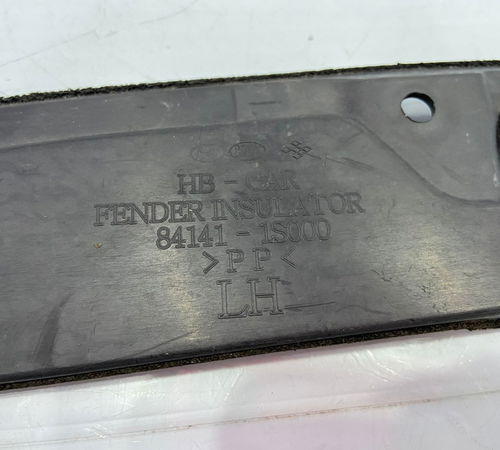 HB - CAR
FENDER INSULATOR
84141 - 1S000
>PP<
LH